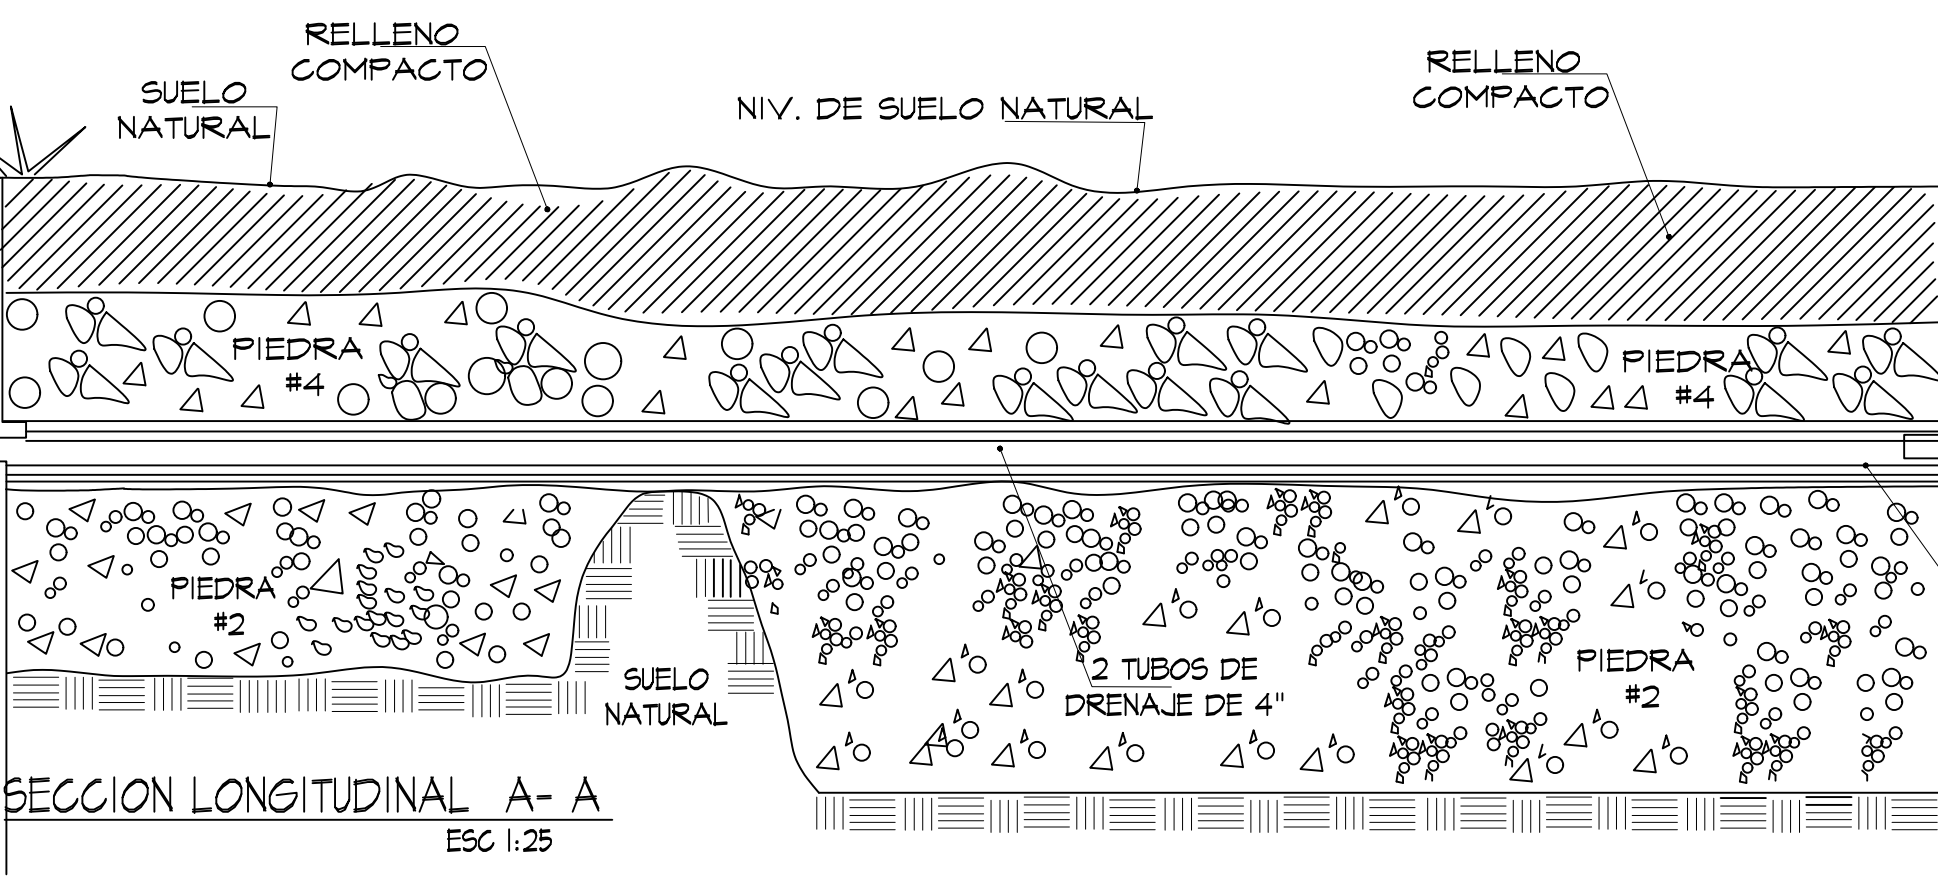 RELLENO
COMPACTO
SUELO
NATURAL
NIV. DE SUELO NATURAL
RELLENO
COMPACTO
PIEDRA
#4
PIEDRA
#4
PIEDRA
#2
SUELO
NATURAL
2 TUBOS DE
DRENAJE DE 4"
PIEDRA
#2
SECCION LONGITUDINAL A- A
ESC 1:25